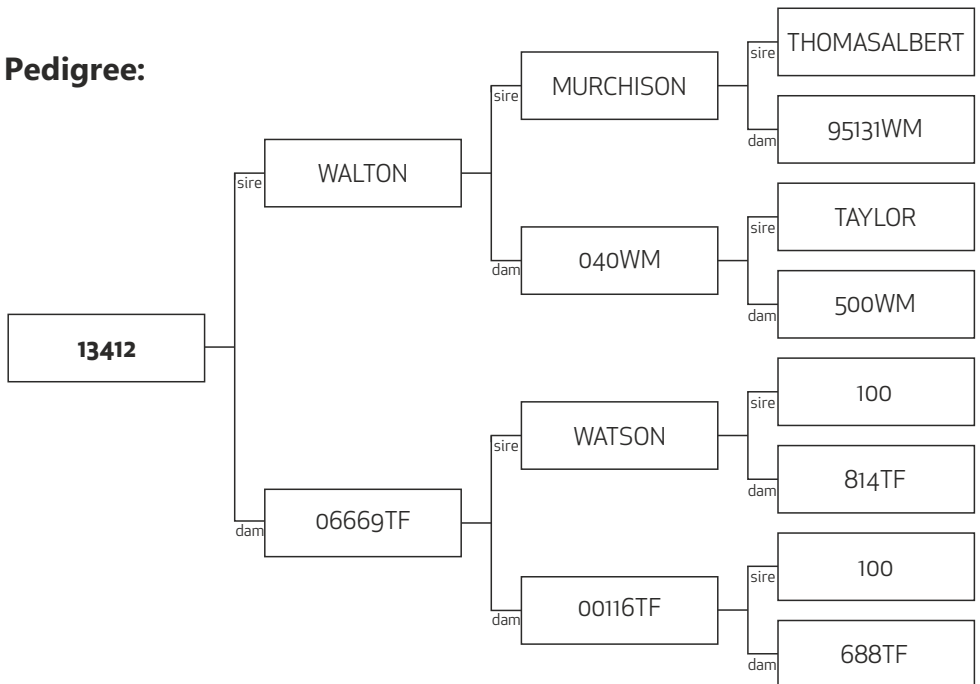 Pedigree:
13412
sire
WALTON
dam
06669TF
sire
MURCHISON
dam
040WM
sire
WATSON
dam
00116TF
sire
THOMASALBERT
dam
95131WM
sire
TAYLOR
dam
500WM
sire
100
dam
814TF
sire
100
dam
688TF